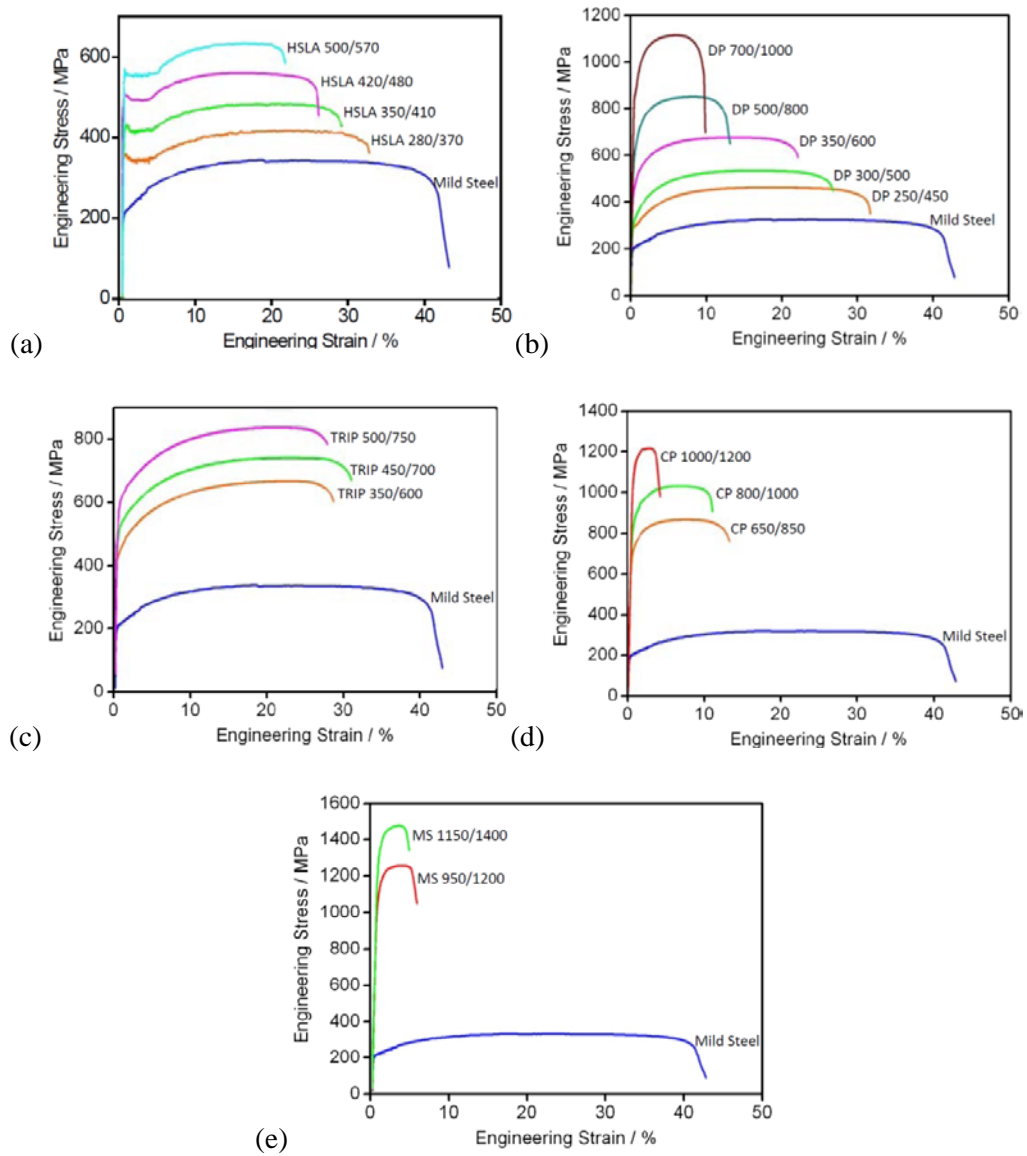 600
400
200
0
Engineering Stress / MPa
HSLA 500/570
HSLA 420/480
HSLA 350/410
HSLA 280/370
Mild Steel
0 10 20 30 40 50
Engineering Strain / %
(a)
1200
1000
800
600
400
200
0
Engineering Stress / MPa
DP 700/1000
DP 500/800
DP 350/600
DP 300/500
DP 250/450
Mild Steel
0 10 20 30 40 50
Engineering Strain / %
(b)
800
600
400
200
0
Engineering Stress / MPa
TRIP 500/750
TRIP 450/700
TRIP 350/600
Mild Steel
0 10 20 30 40 50
Engineering Strain / %
(c)
1400
1200
1000
800
600
400
200
0
Engineering Stress / MPa
CP 1000/1200
CP 800/1000
CP 650/850
Mild Steel
0 10 20 30 40 50
Engineering Strain / %
(d)
1600
1400
1200
1000
800
600
400
200
0
Engineering Stress / MPa
MS 1150/1400
MS 950/1200
Mild Steel
0 10 20 30 40 50
Engineering Strain / %
(e)